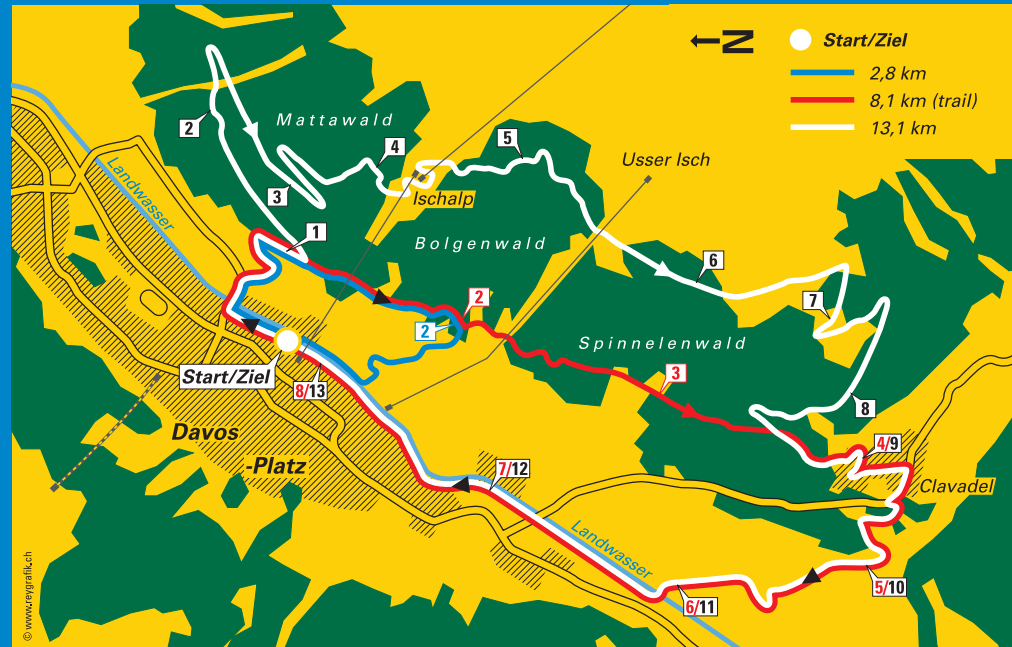 N
Start/Ziel
2,8 km
8,1 km (trail)
13,1 km
2
Mattawald
4
5
Usser Isch
3
Ischalp
Landwasser
1
Bolgenwald
6
7
2
2
Spinnelenwald
Start/Ziel
8/13
3
8
Davos
-Platz
4/9
7/12
Clavadel
Landwasser
5/10
6/11
© www.reygrafik.ch